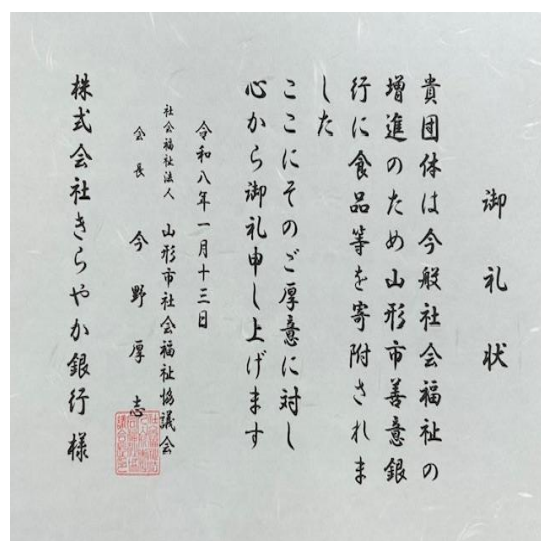 御礼状
貴団体は今般社会福祉の
増進のため山形市善意銀
行に食品等を寄附されま
した
ここにそのご厚意に対し
心から御礼申し上げます
令和八年一月十三日
社会福祉法人 山形市社会福祉協議会
会長 今野厚志
株式会社きらやか銀行 様